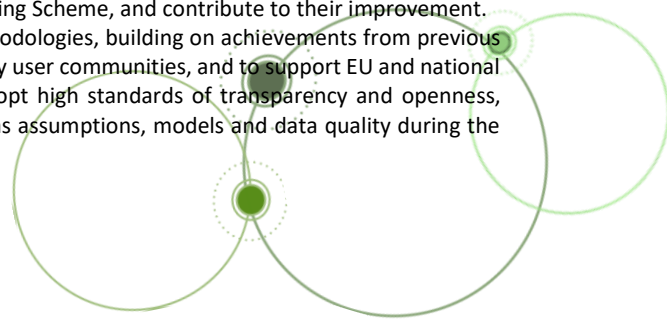 ing Scheme, and contribute to their improvement.
odologies, building on achievements from previous
y user communities, and to support EU and national
opt high standards of transparency and openness,
as assumptions, models and data quality during the